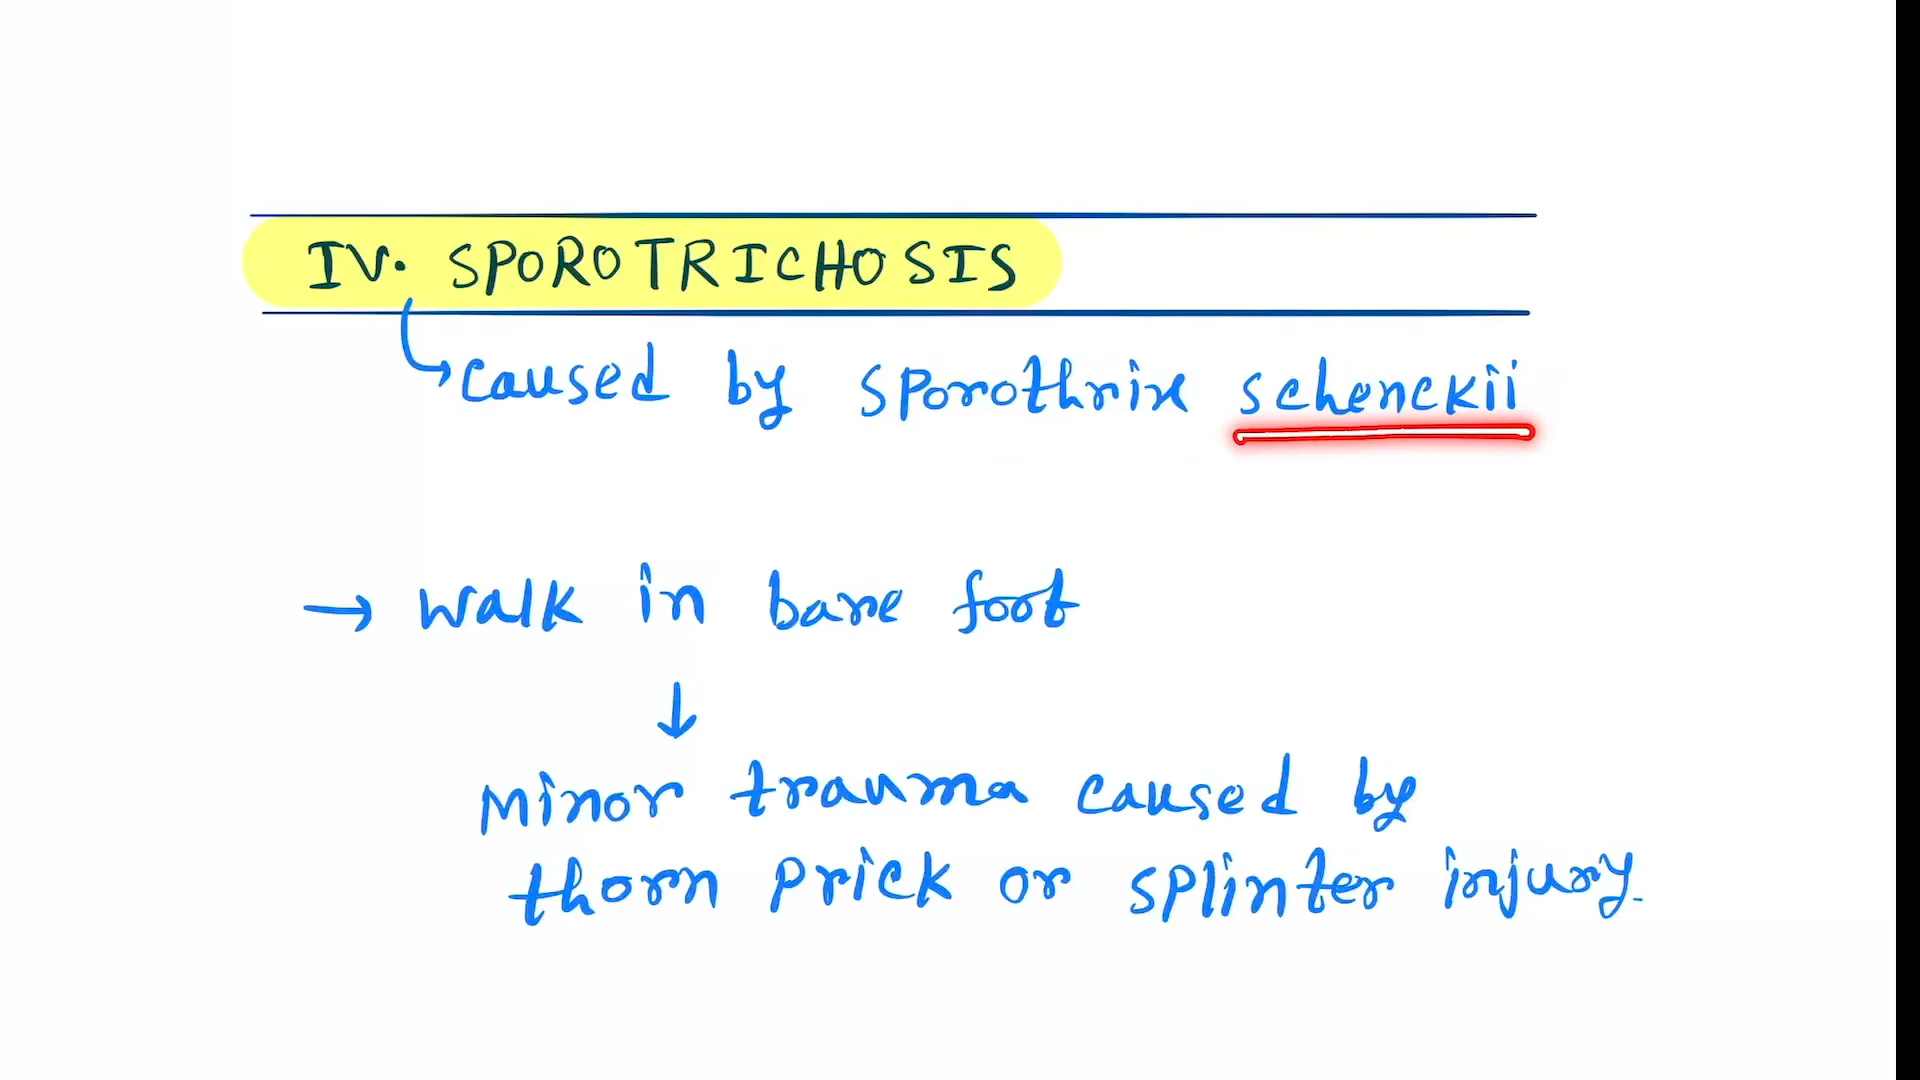 IV. SPOROTRICHOSIS
caused by sporothrix schenckii
→ walk in bare foot
↓
Minor trauma caused by
thorn prick or splinter injury.